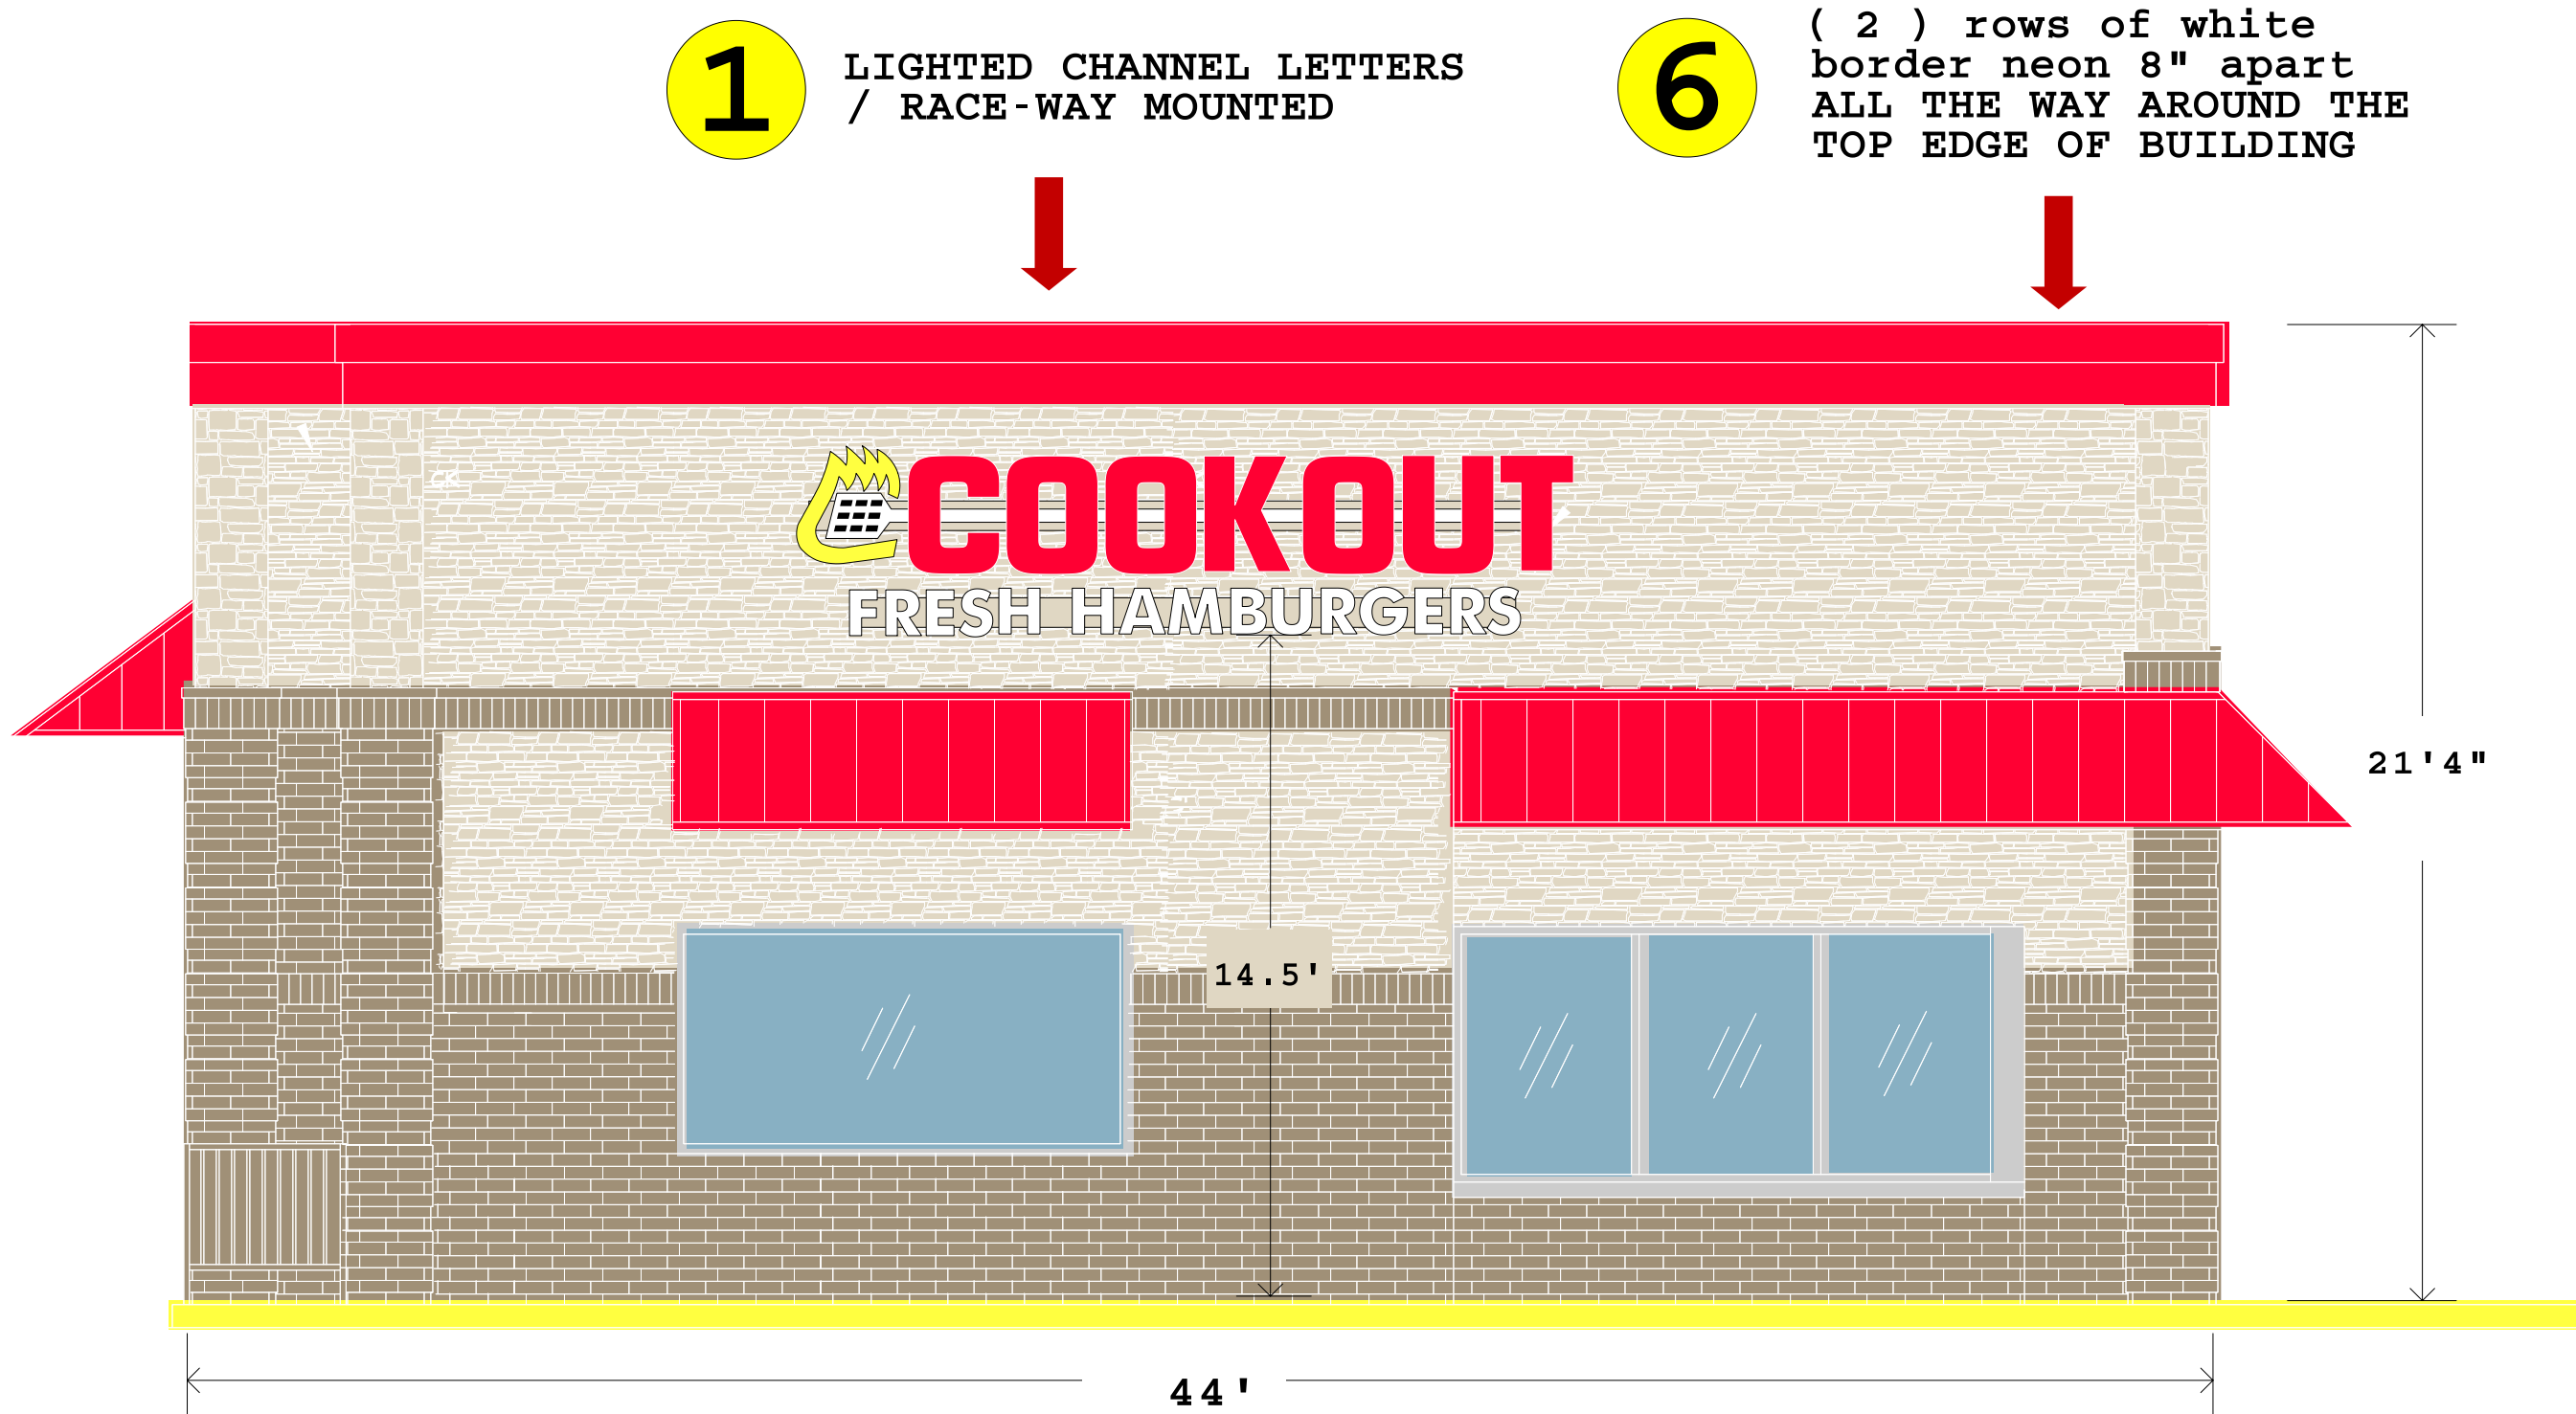 1
LIGHTED CHANNEL LETTERS
/ RACE-WAY MOUNTED
6
( 2 ) rows of white
border neon 8" apart
ALL THE WAY AROUND THE
TOP EDGE OF BUILDING
COOKOUT
FRESH HAMBURGERS
21'4"
14.5'
44'